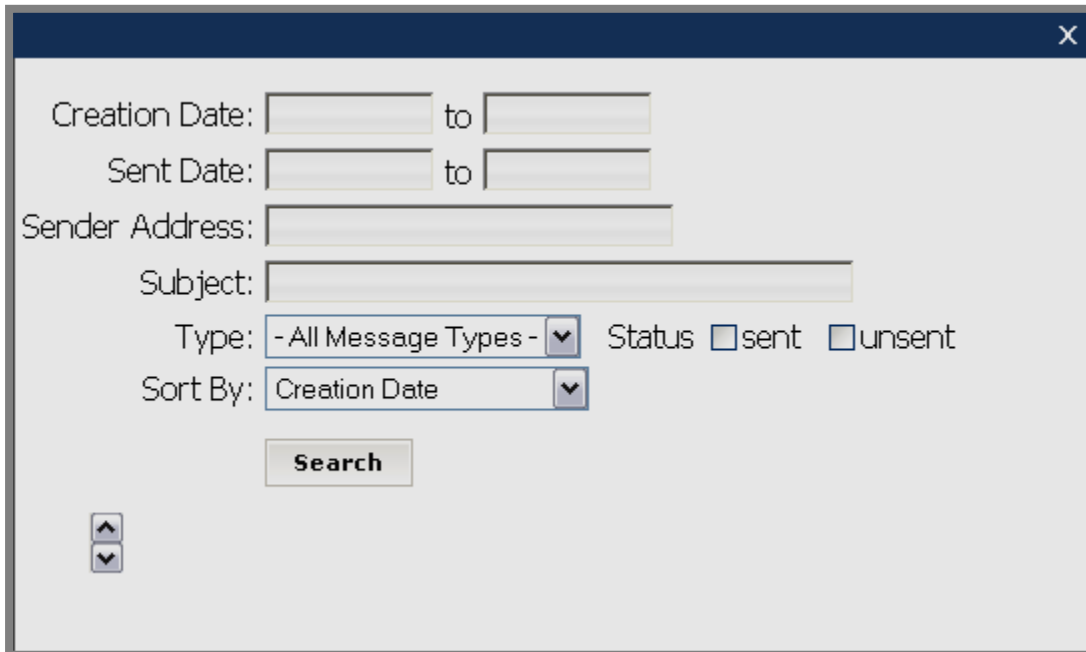 X
Creation Date: to
Sent Date: to
Sender Address:
Subject:
Type: - All Message Types - Status sent unsent
Sort By: Creation Date
Search